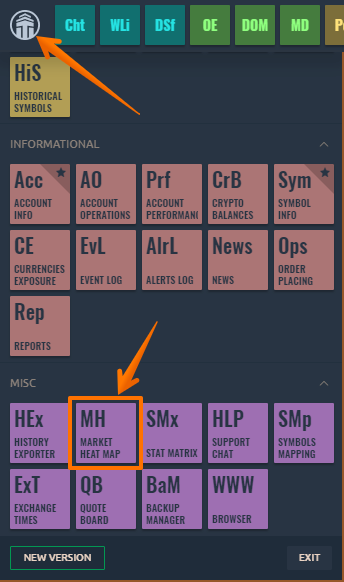 Cht WLi DSf OE DOM MD
HiS
HISTORICAL
SYMBOLS
INFORMATIONAL
Acc AO Prf CrB Sym
ACCOUNT INFO
ACCOUNT OPERATIONS
ACCOUNT PERFORMANI
CRYPTO BALANCES
SYMBOL INFO
CE EvL AlrL News Ops
CURRENCIES EXPOSURE
EVENT LOG
ALERTS LOG
NEWS
ORDER PLACING
Rep
REPORTS
MISC
HEx MH SMx HLP SMp
HISTORY EXPORTER
MARKET HEAT MAP
STAT MATRIX
SUPPORT CHAT
SYMBOLS MAPPING
ExT QB BaM WWW
EXCHANGE TIMES
QUOTE BOARD
BACKUP MANAGER
BROWSER
NEW VERSION EXIT